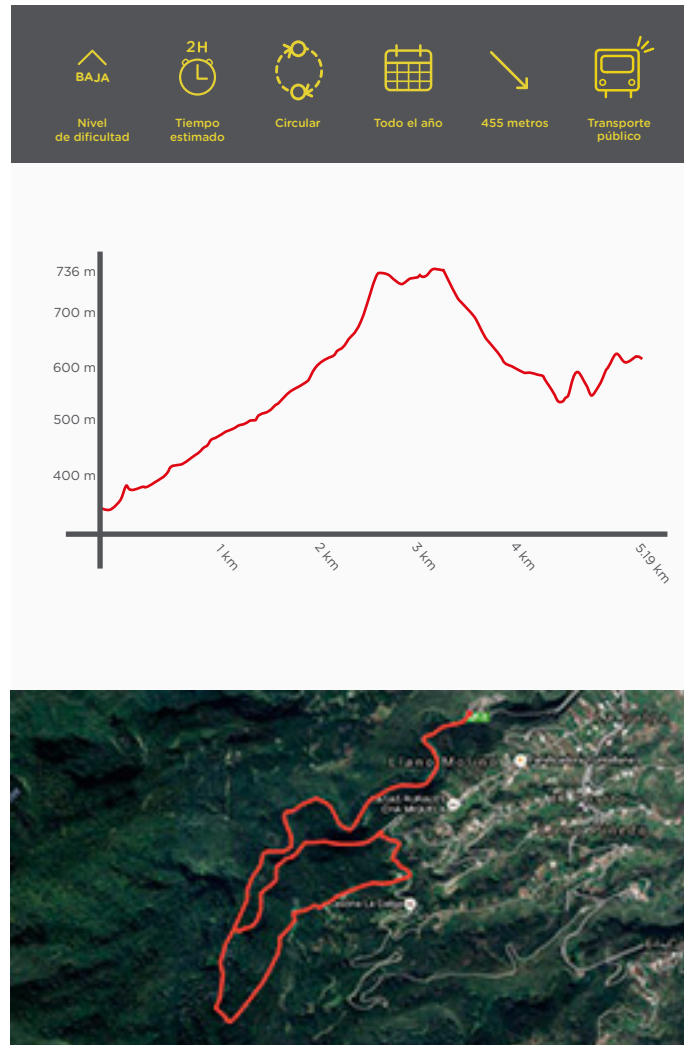 2H
BAJA
Nivel
de dificultad
Tiempo
estimado
Circular
Todo el año
455 metros
Transporte
público
736 m
700 m
600 m
500 m
400 m
1 km
2 km
3 km
4 km
5.19 km
Llano Molino